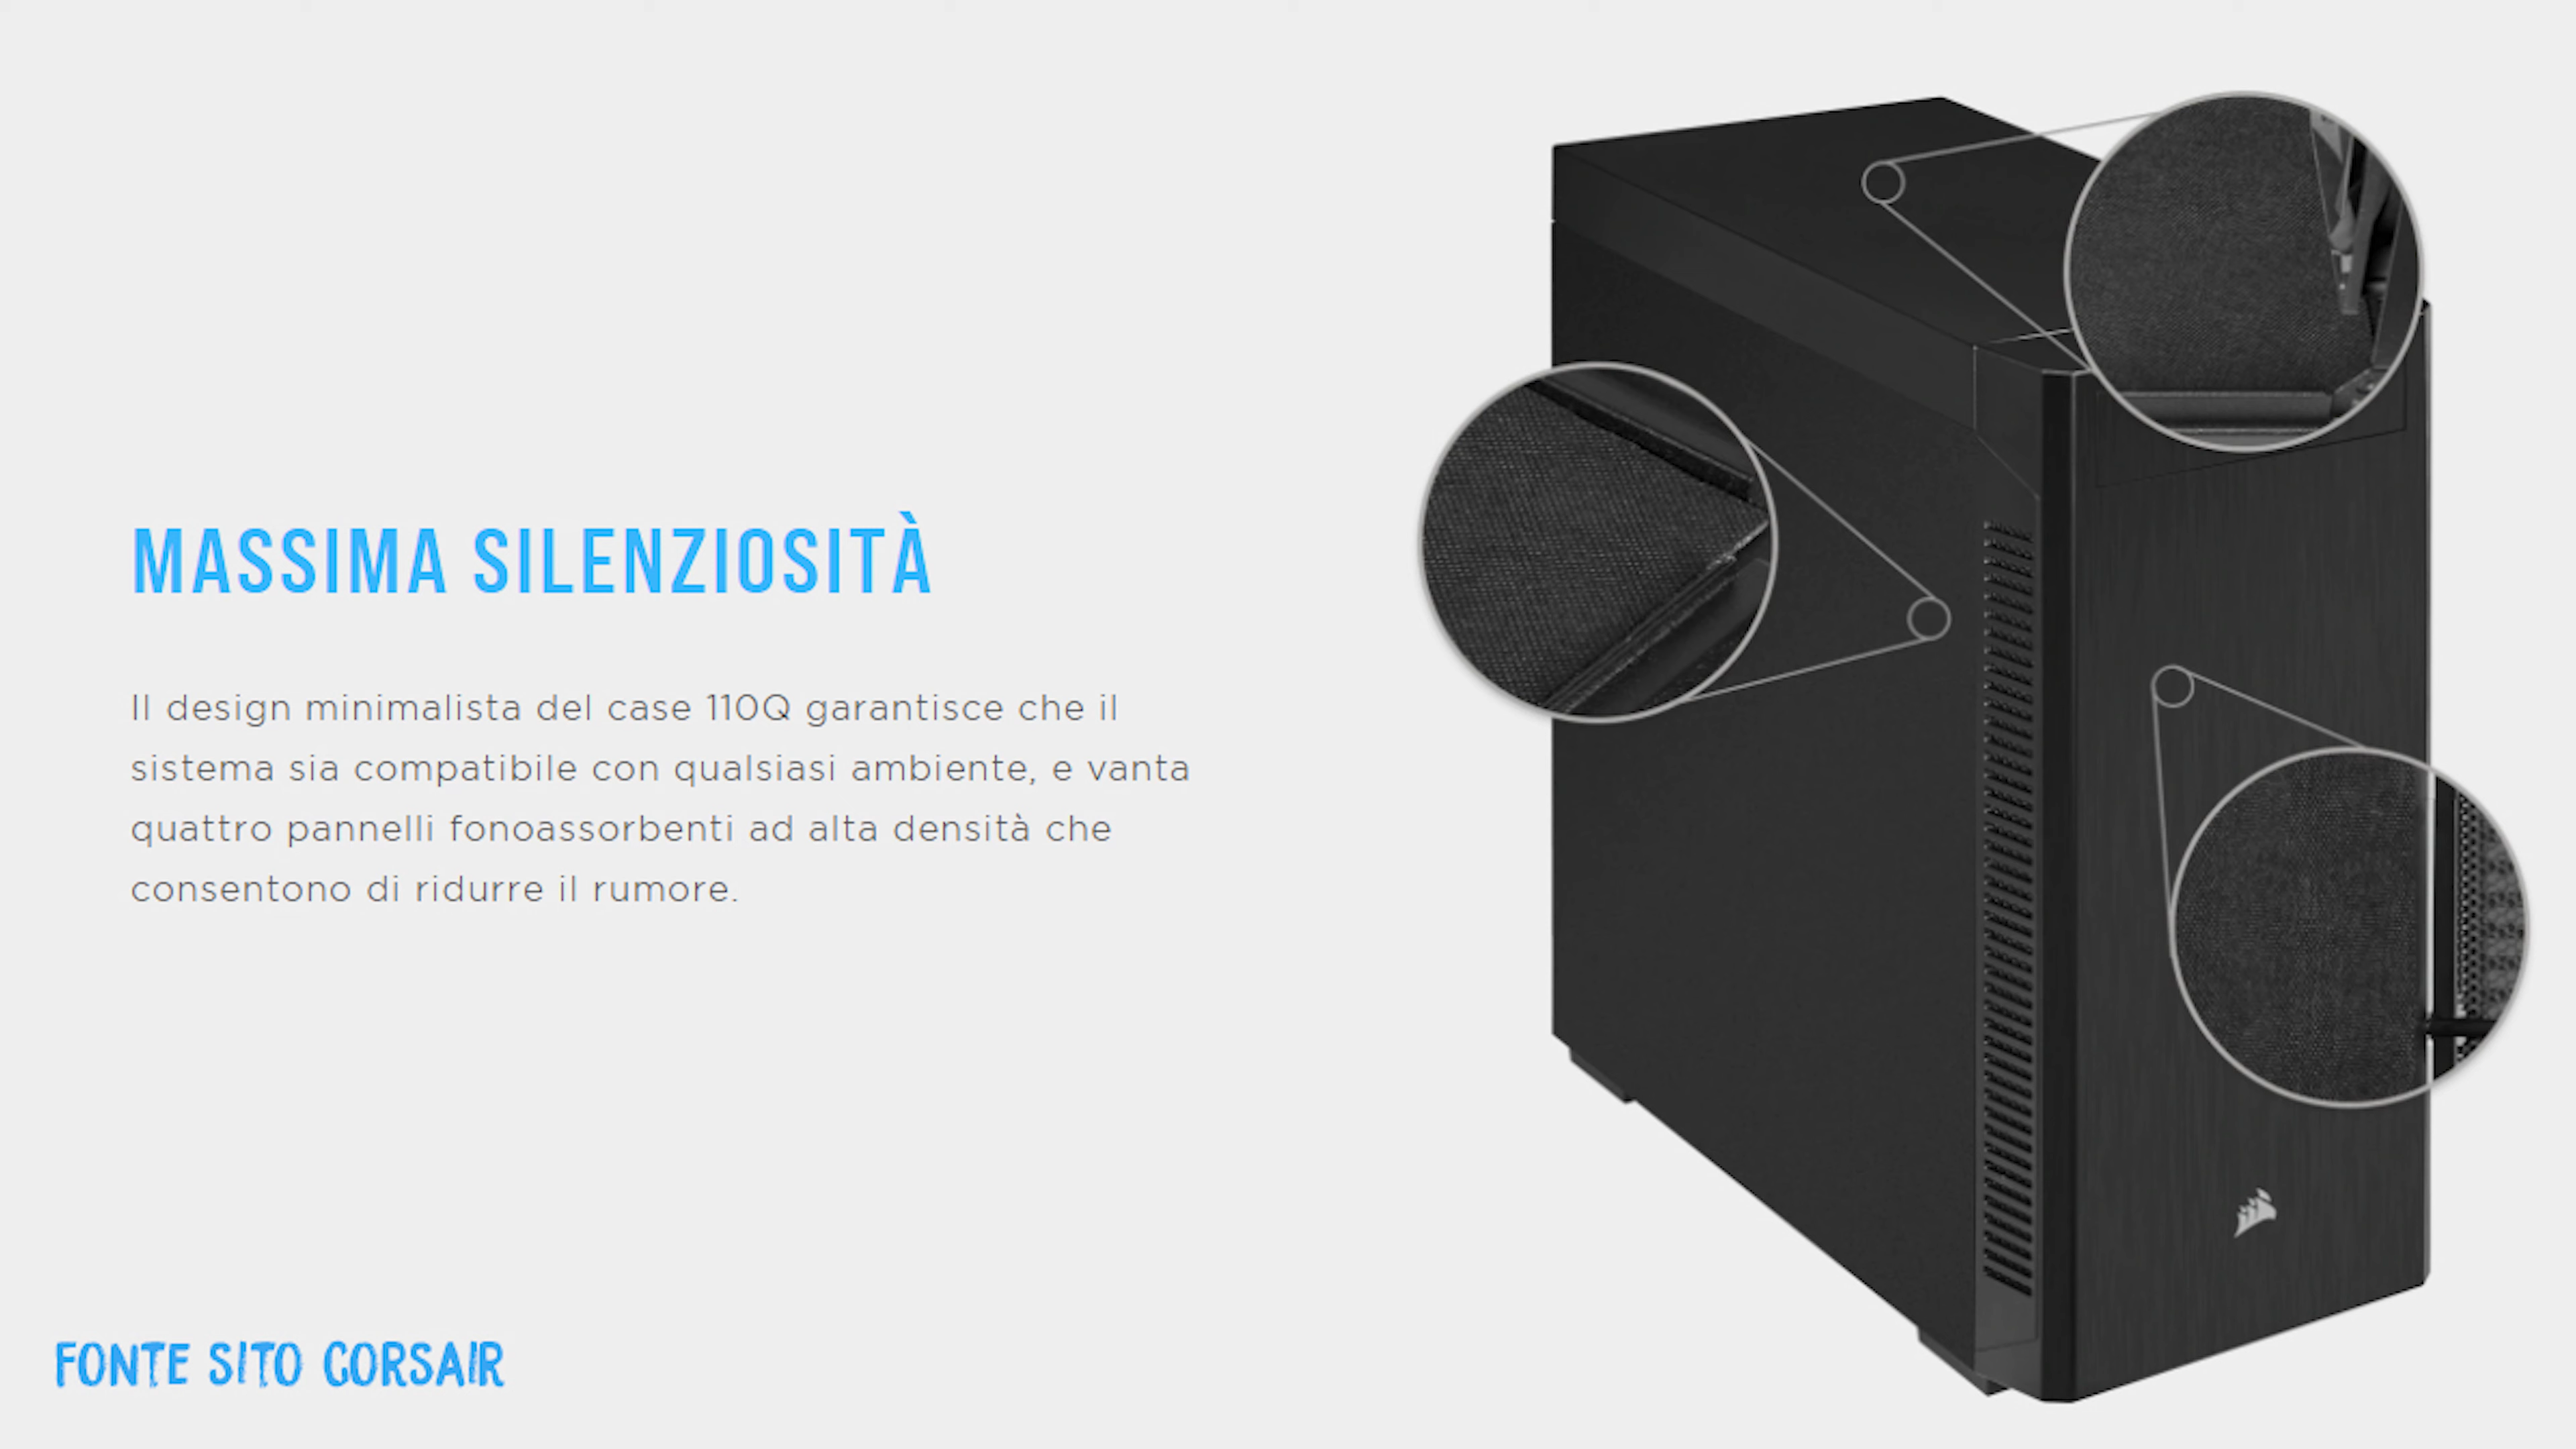 MASSIMA SILENZIOSITÀ
Il design minimalista del case 110Q garantisce che il
sistema sia compatibile con qualsiasi ambiente, e vanta
quattro pannelli fonoassorbenti ad alta densità che
consentono di ridurre il rumore.
FONTE SITO CORSAIR